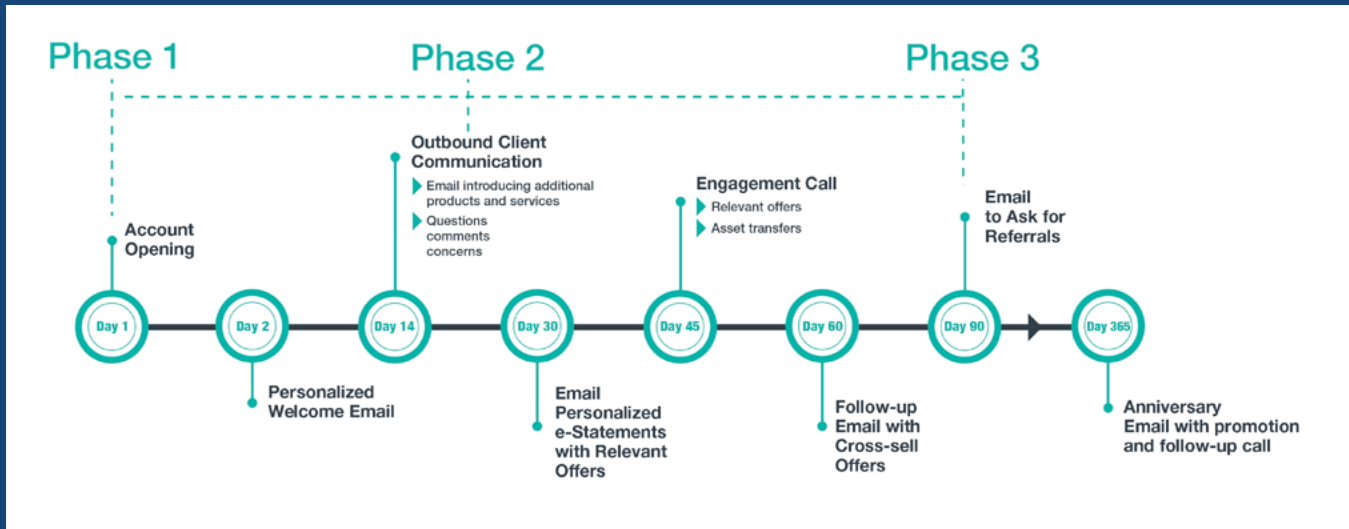 Phase 1
Phase 2
Phase 3
Outbound Client
Communication
Email introducing additional
products and services
Questions
comments
concerns
Engagement Call
Relevant offers
Asset transfers
Email
to Ask for
Referrals
Account
Opening
Day 1
Day 2
Day 14
Day 30
Day 45
Day 60
Day 90
Day 365
Personalized
Welcome Email
Email
Personalized
e-Statements
with Relevant
Offers
Follow-up
Email with
Cross-sell
Offers
Anniversary
Email with promotion
and follow-up call